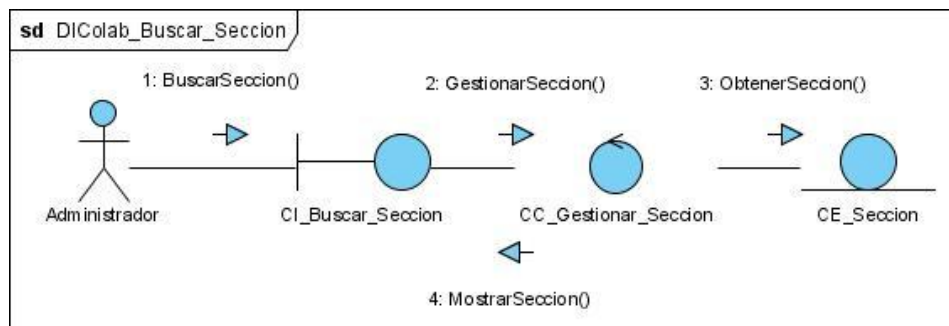 sd DIColab_Buscar_Seccion
1: BuscarSeccion()
2: GestionarSeccion()
3: ObtenerSeccion()
Administrador
CI_Buscar_Seccion
CC_Gestionar_Seccion
CE_Seccion
4: MostrarSeccion()